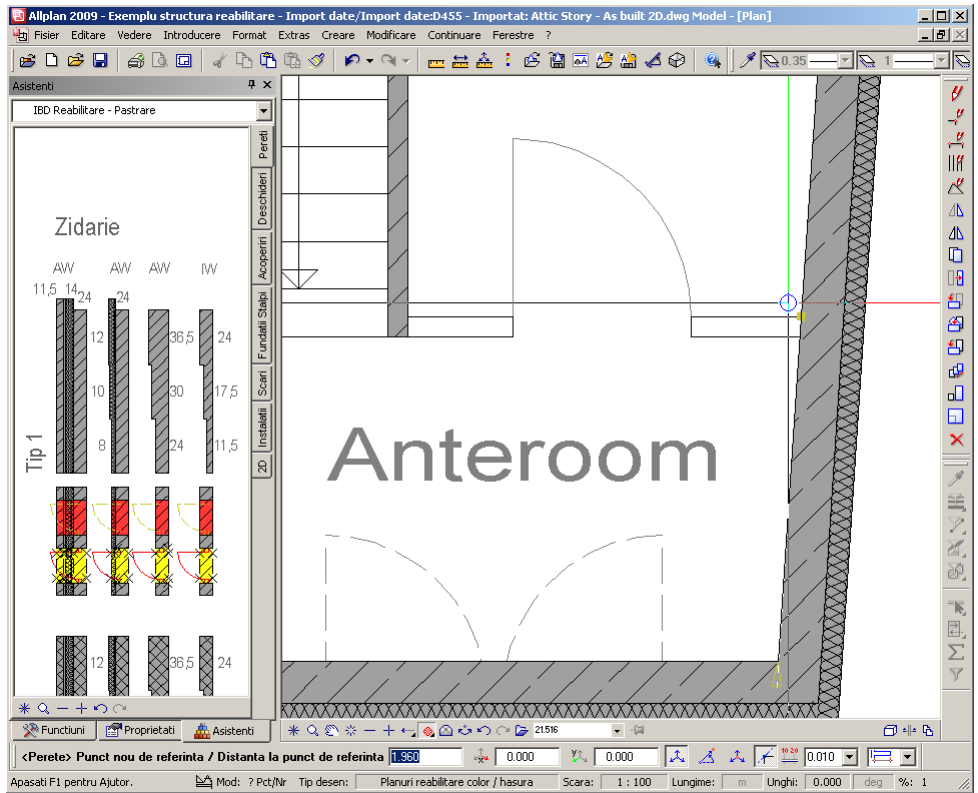 Allplan 2009 - Exemplu structura reabilitare - Import date/Import date:D455 - Importat: Attic Story - As built 2D.dwg Model - [Plan]
Fisier Editare Vedere Introducere Format Extras Creare Modificare Continuare Ferestre ?
0.35 1
Asistenti
IBD Reabilitare - Pastrare
Pereti
Deschideri
Acoperiri
Fundatii Stalpi
Scari
Instalatii
2D
Zidarie
AW AW AW IW
11,5 14 24 24
12 36,5 24
10 30 17,5
8 24 11,5
Tip 1
12 36,5 24
Anteroom
Functiuni Proprietati Asistenti
21.516
<Perete> Punct nou de referinta / Distanta la punct de referinta 1.960 0.000 0.000 10 20 0.010
Apasati F1 pentru Ajutor. Mod: ? Pct/Nr Tip desen: Planuri reabilitare color / hasura Scara: 1 : 100 Lungime: m Unghi: 0.000 deg %: 1